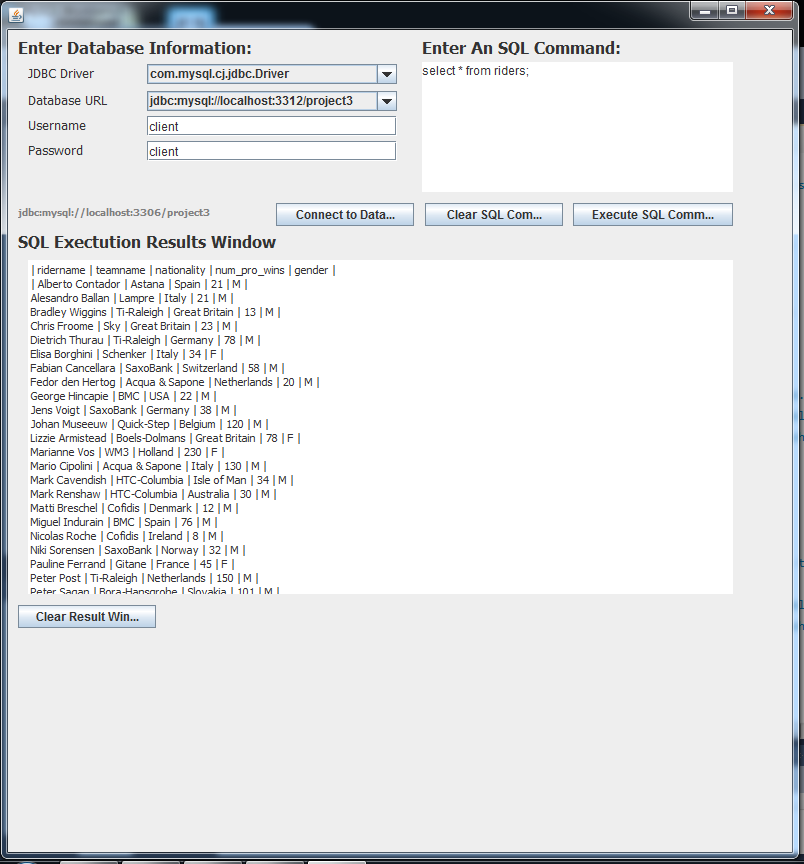 Enter Database Information:
JDBC Driver
com.mysql.cj.jdbc.Driver
Database URL
jdbc:mysql://localhost:3312/project3
Username
client
Password
client
Enter An SQL Command:
select * from riders;
jdbc:mysql://localhost:3306/project3
Connect to Data...
Clear SQL Com...
Execute SQL Comm...
SQL Exectution Results Window
| ridername | teamname | nationality | num_pro_wins | gender |
| Alberto Contador | Astana | Spain | 21 | M |
Alesandro Ballan | Lampre | Italy | 21 | M |
Bradley Wiggins | Ti-Raleigh | Great Britain | 13 | M |
Chris Froome | Sky | Great Britain | 23 | M |
Dietrich Thurau | Ti-Raleigh | Germany | 78 | M |
Elisa Borghini | Schenker | Italy | 34 | F |
Fabian Cancellara | SaxoBank | Switzerland | 58 | M |
Fedor den Hertog | Acqua & Sapone | Netherlands | 20 | M |
George Hincapie | BMC | USA | 22 | M |
Jens Voigt | SaxoBank | Germany | 38 | M |
Johan Museeuw | Quick-Step | Belgium | 120 | M |
Lizzie Armistead | Boels-Dolmans | Great Britain | 78 | F |
Marianne Vos | WM3 | Holland | 230 | F |
Mario Cipolini | Acqua & Sapone | Italy | 130 | M |
Mark Cavendish | HTC-Columbia | Isle of Man | 34 | M |
Mark Renshaw | HTC-Columbia | Australia | 30 | M |
Matti Breschel | Cofidis | Denmark | 12 | M |
Miguel Indurain | BMC | Spain | 76 | M |
Nicolas Roche | Cofidis | Ireland | 8 | M |
Niki Sorensen | SaxoBank | Norway | 32 | M |
Pauline Ferrand | Gitane | France | 45 | F |
Peter Post | Ti-Raleigh | Netherlands | 150 | M |
Peter Sagan | Bora-Hansgrohe | Slovakia | 101 | M |
Clear Result Win...